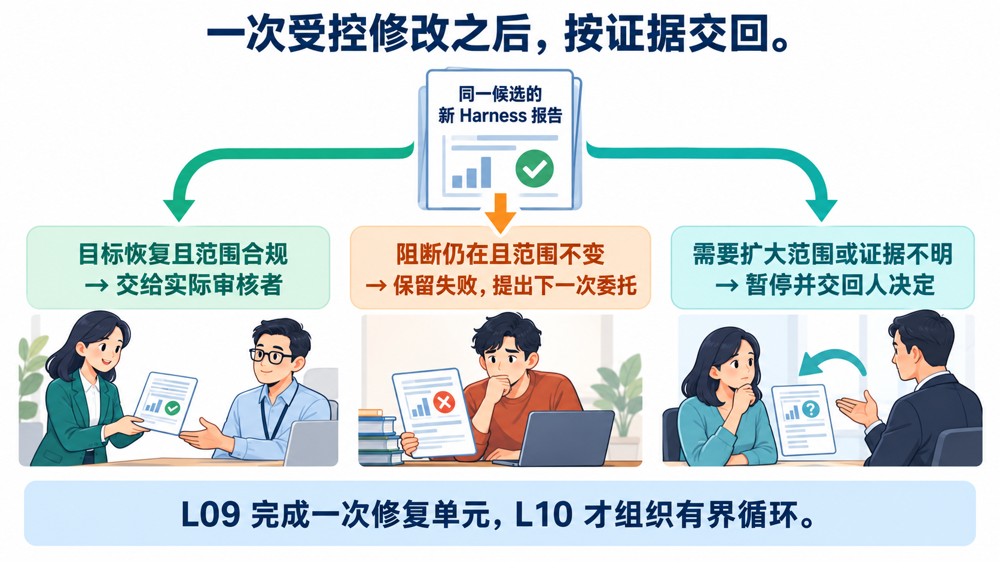 一次受控修改之后，按证据交回。
同一候选的
新 Harness 报告
目标恢复且范围合规
→ 交给实际审核者
阻断仍在且范围不变
→ 保留失败，提出下一次委托
需要扩大范围或证据不明
→ 暂停并交回人决定
?
L09 完成一次修复单元，L10 才组织有界循环。